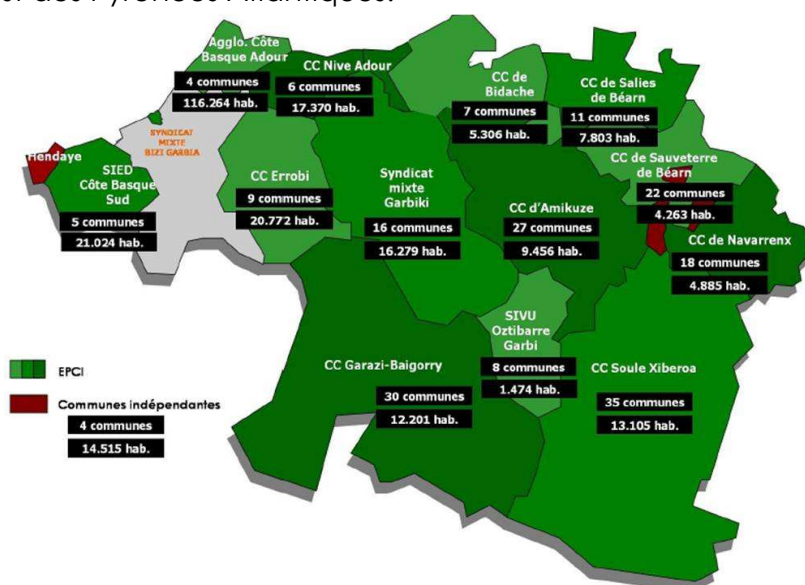 Agglo. Côte
Basque Adour
4 communes
116.264 hab.
CC Nive Adour
6 communes
17.370 hab.
CC de
Bidache
7 communes
5.306 hab.
CC de Salies
de Béarn
11 communes
7.803 hab.
Hendaye
SIED
Côte Basque
Sud
5 communes
21.024 hab.
SYNDICAT
MIXTE
BIZI GARBIA
CC Errobi
9 communes
20.772 hab.
Syndicat
mixte
Garbiki
16 communes
16.279 hab.
CC d'Amikuze
27 communes
9.456 hab.
CC de Sauveterre
de Béarn
22 communes
4.263 hab.
CC de Navarrenx
18 communes
4.885 hab.
SIVU
Oztibarre
Garbi
8 communes
1.474 hab.
CC Garazi-Baigorry
30 communes
12.201 hab.
CC Soule Xiberoa
35 communes
13.105 hab.
EPCI
Communes indépendantes
4 communes
14.515 hab.